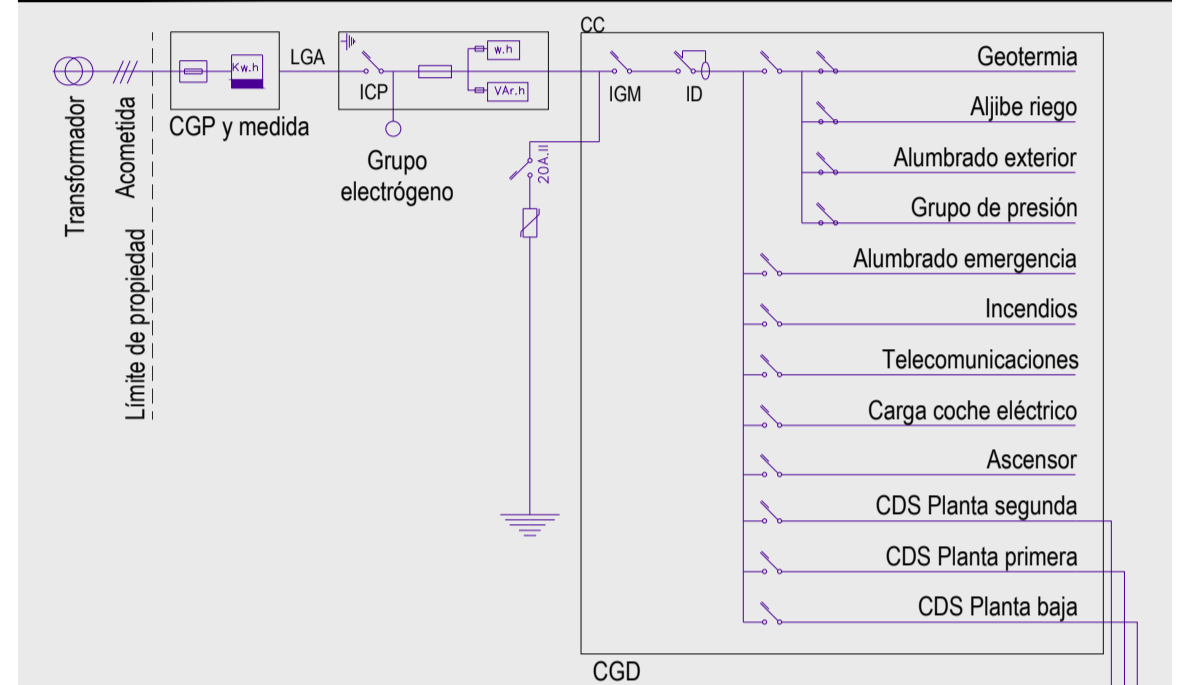 CC
Transformador
Acometida
Límite de propiedad
Kw.h
CGP y medida
LGA
ICP
w.h
VAr.h
Grupo
electrógeno
20A.II
IGM
ID
Geotermia
Aljibe riego
Alumbrado exterior
Grupo de presión
Alumbrado emergencia
Incendios
Telecomunicaciones
Carga coche eléctrico
Ascensor
CDS Planta segunda
CDS Planta primera
CDS Planta baja
CGD